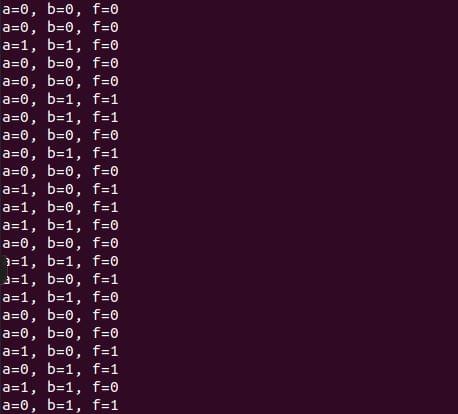 a=0, b=0, f=0
a=0, b=0, f=0
a=1, b=1, f=0
a=0, b=0, f=0
a=0, b=0, f=0
a=0, b=1, f=1
a=0, b=1, f=1
a=0, b=0, f=0
a=0, b=1, f=1
a=0, b=0, f=0
a=1, b=0, f=1
a=1, b=0, f=1
a=1, b=1, f=0
a=0, b=0, f=0
a=1, b=1, f=0
a=1, b=0, f=1
a=1, b=1, f=0
a=0, b=0, f=0
a=0, b=0, f=0
a=1, b=0, f=1
a=0, b=1, f=1
a=1, b=1, f=0
a=0, b=1, f=1